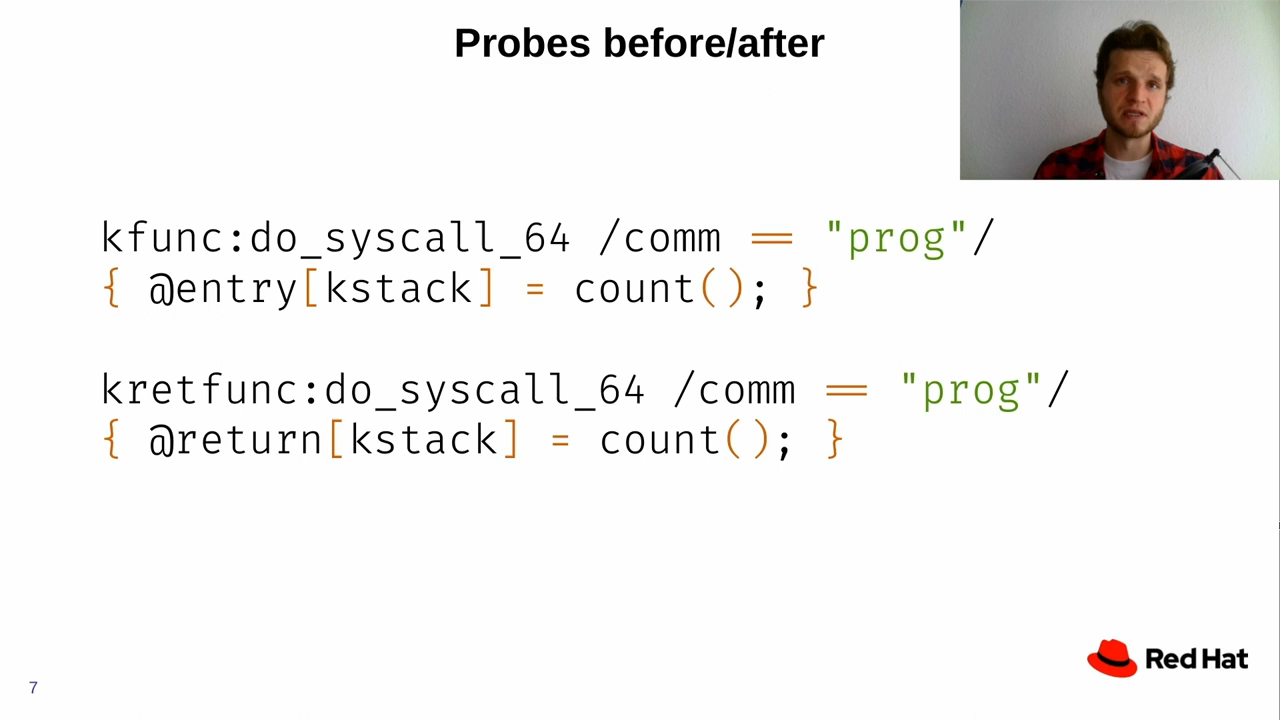 Probes before/after
kfunc:do_syscall_64 /comm == "prog"/
{ @entry[kstack] = count(); }
kretfunc:do_syscall_64 /comm == "prog"/
{ @return[kstack] = count(); }
Red Hat
7